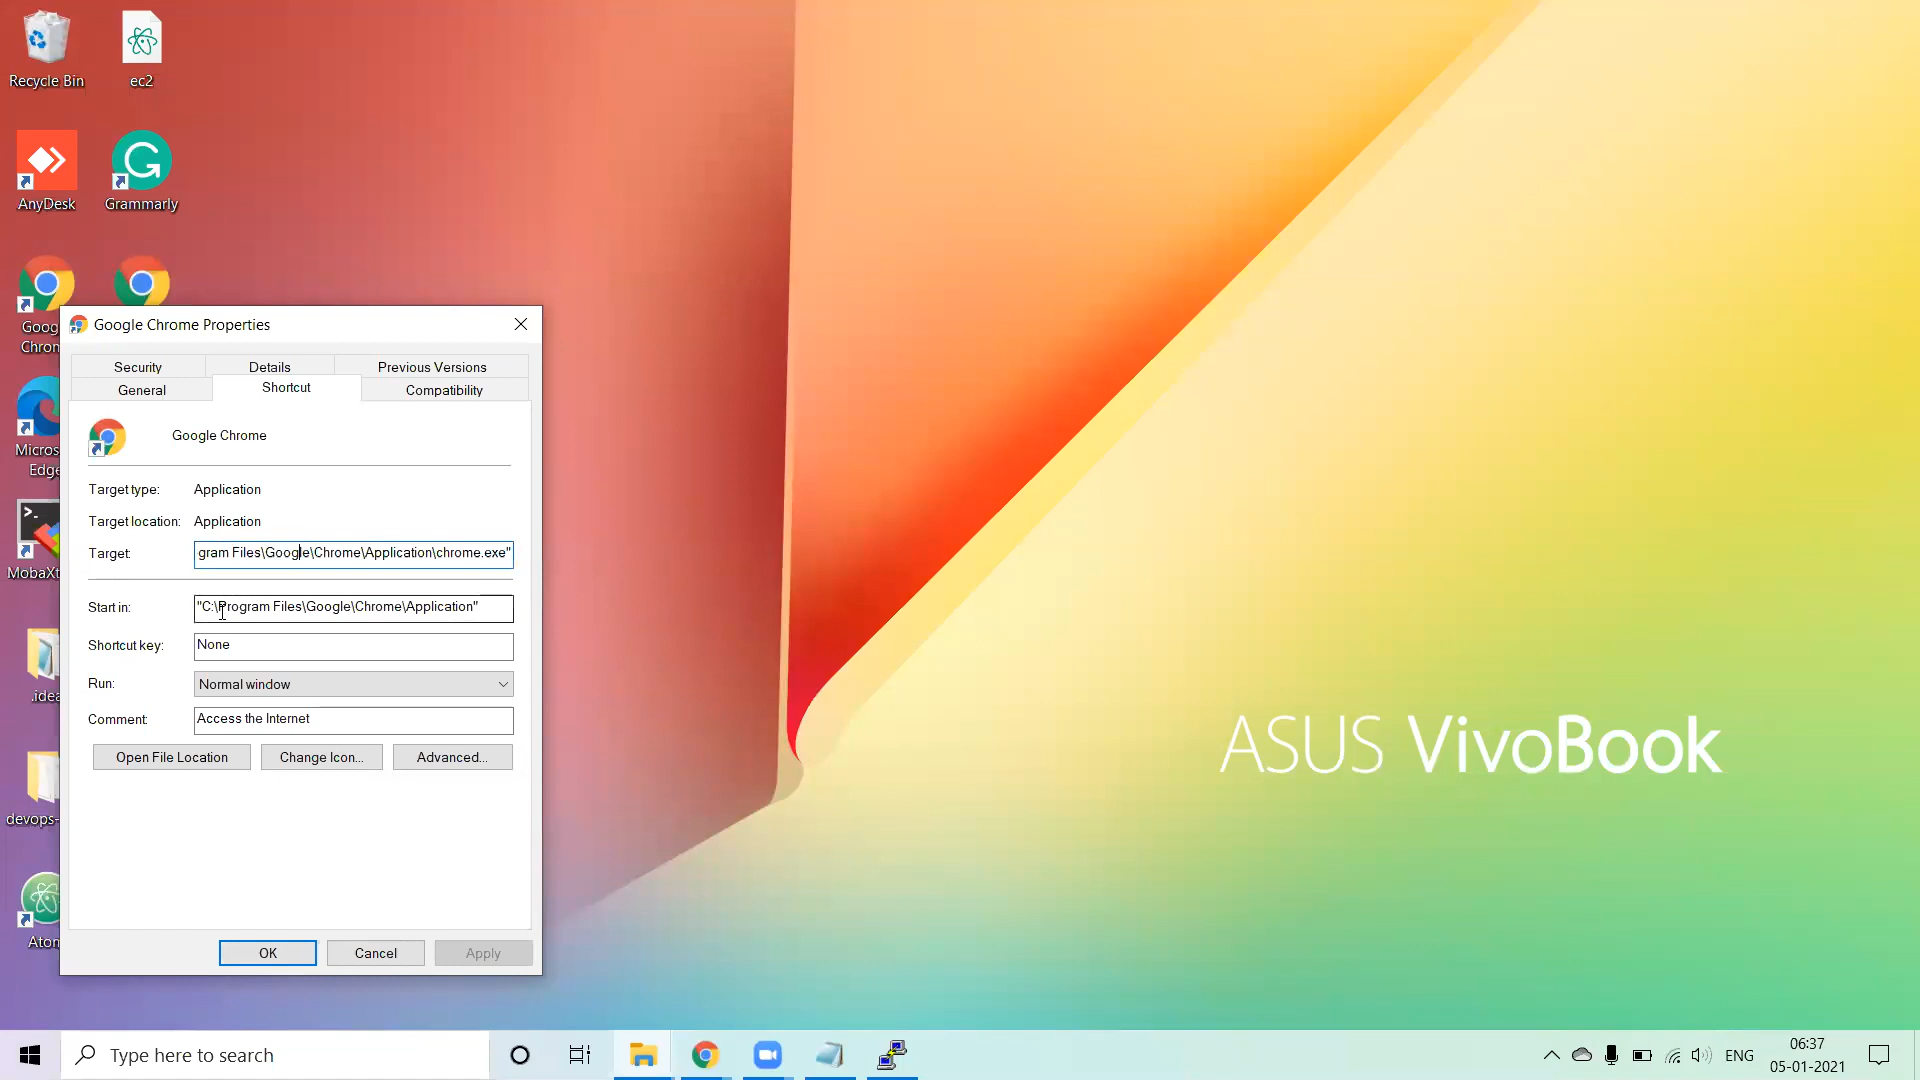 Recycle Bin
ec2
AnyDesk
Grammarly
Goog
Chron
Micros
Edge
MobaXt
.idea
devops-
Aton
Google Chrome Properties
Security
Details
Previous Versions
General
Shortcut
Compatibility
Google Chrome
Target type:
Application
Target location:
Application
Target:
gram Files\Google\Chrome\Application\chrome.exe"
Start in:
"C:\Program Files\Google\Chrome\Application"
Shortcut key:
None
Run:
Normal window
Comment:
Access the Internet
Open File Location
Change Icon...
Advanced...
OK
Cancel
Apply
ASUS VivoBook
Type here to search
ENG
06:37
05-01-2021